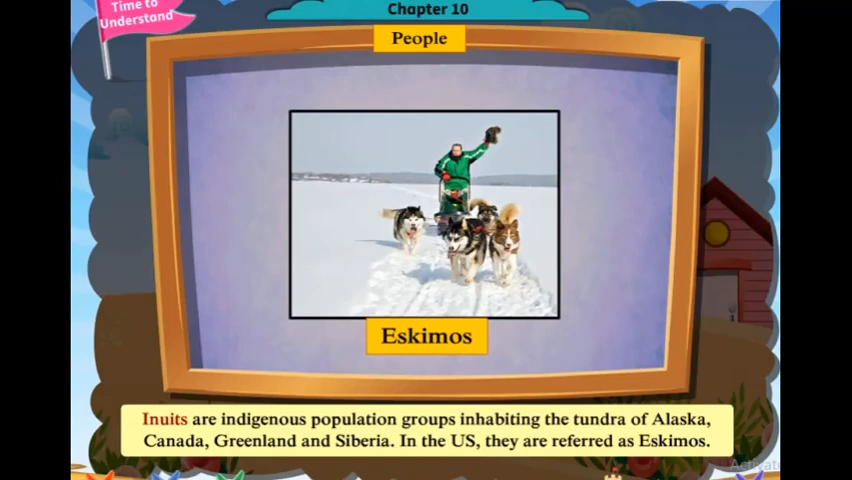 Time to
Understand
Chapter 10
People
Eskimos
Inuits are indigenous population groups inhabiting the tundra of Alaska,
Canada, Greenland and Siberia. In the US, they are referred as Eskimos.